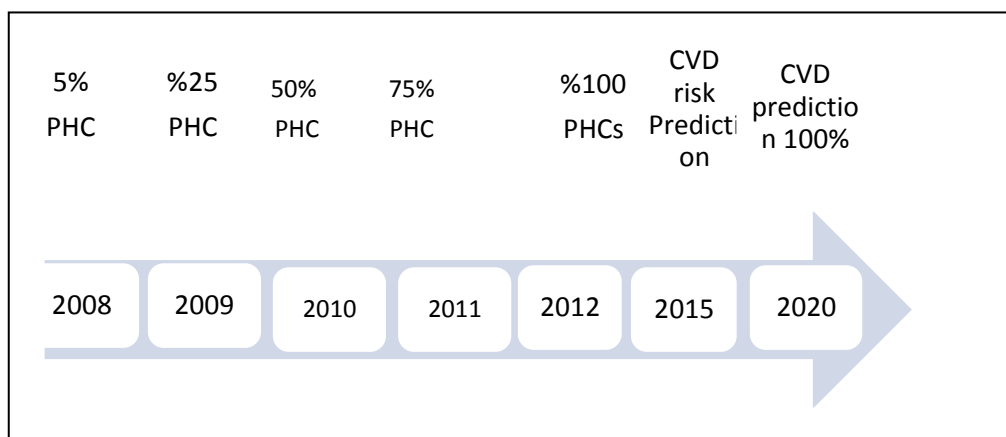 5%
PHC
%25
PHC
50%
PHC
75%
PHC
%100
PHCs
CVD
risk
Predicti
on
CVD
predictio
n 100%
2008
2009
2010
2011
2012
2015
2020